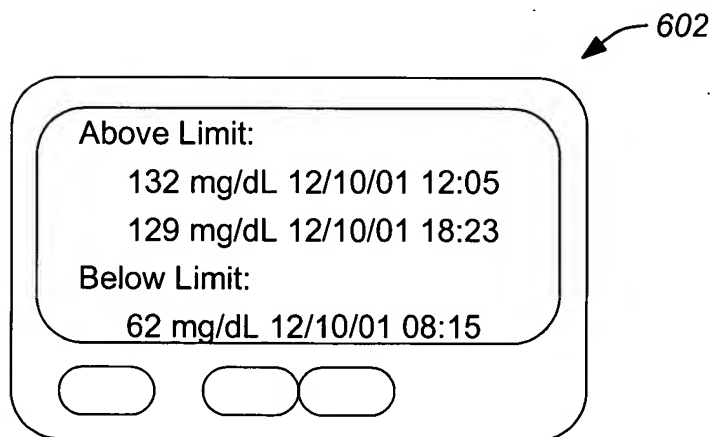 602
Above Limit:
132 mg/dL 12/10/01 12:05
129 mg/dL 12/10/01 18:23
Below Limit:
62 mg/dL 12/10/01 08:15